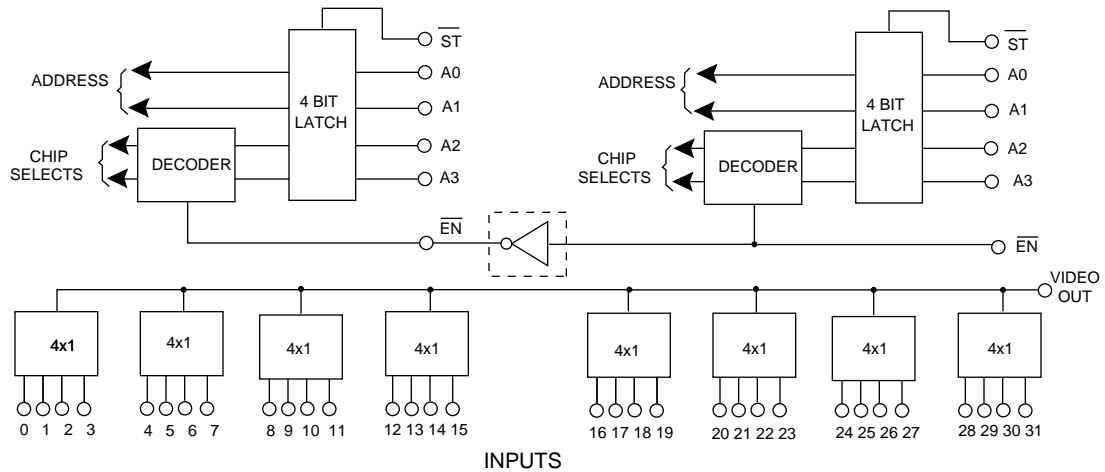 ST
A0
ADDRESS
A1
4 BIT
LATCH
A2
CHIP
SELECTS
DECODER
A3
EN
ST
A0
ADDRESS
A1
4 BIT
LATCH
A2
CHIP
SELECTS
DECODER
A3
EN
VIDEO
OUT
4x1 4x1 4x1 4x1 4x1 4x1 4x1 4x1
0 1 2 3 4 5 6 7 8 9 10 11 12 13 14 15 16 17 18 19 20 21 22 23 24 25 26 27 28 29 30 31
INPUTS